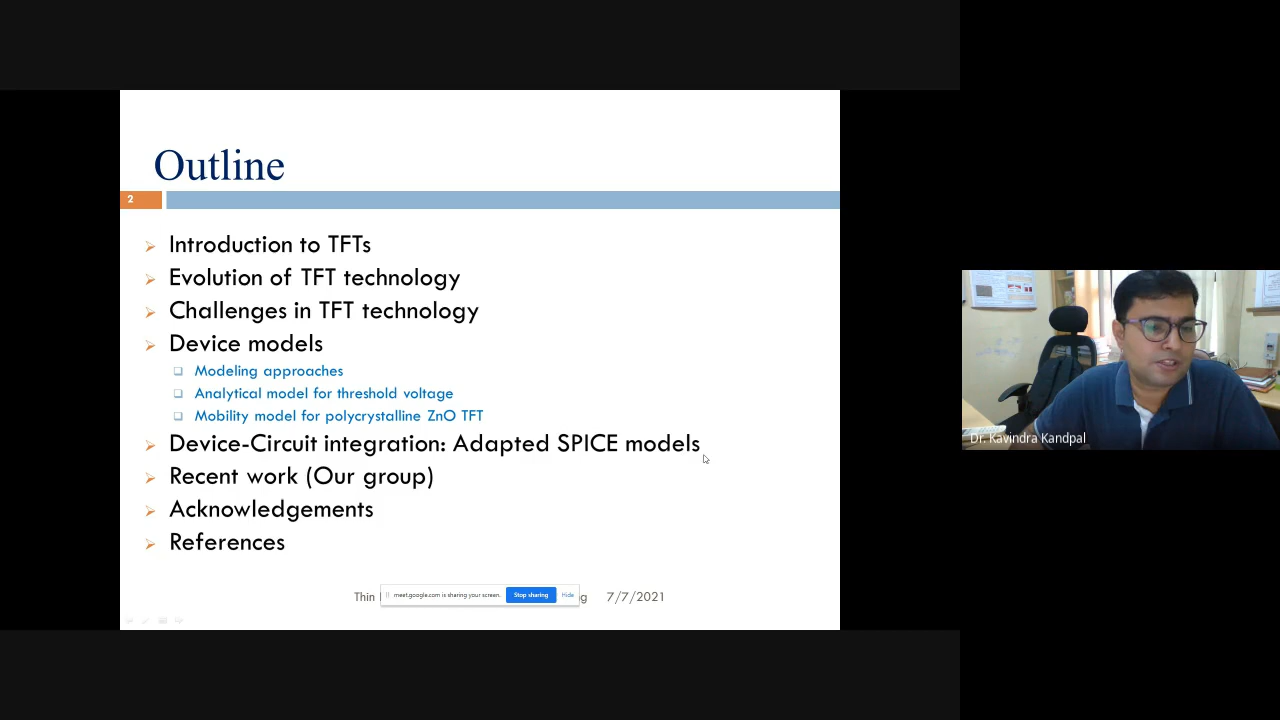 Outline
2
Introduction to TFTs
Evolution of TFT technology
Challenges in TFT technology
Device models
Modeling approaches
Analytical model for threshold voltage
Mobility model for polycrystalline ZnO TFT
Device-Circuit integration: Adapted SPICE models
Recent work (Our group)
Acknowledgements
References
Thin
meet.google.com is sharing your screen.
Stop sharing
Hide
g
7/7/2021
Dr. Kavindra Kandpal